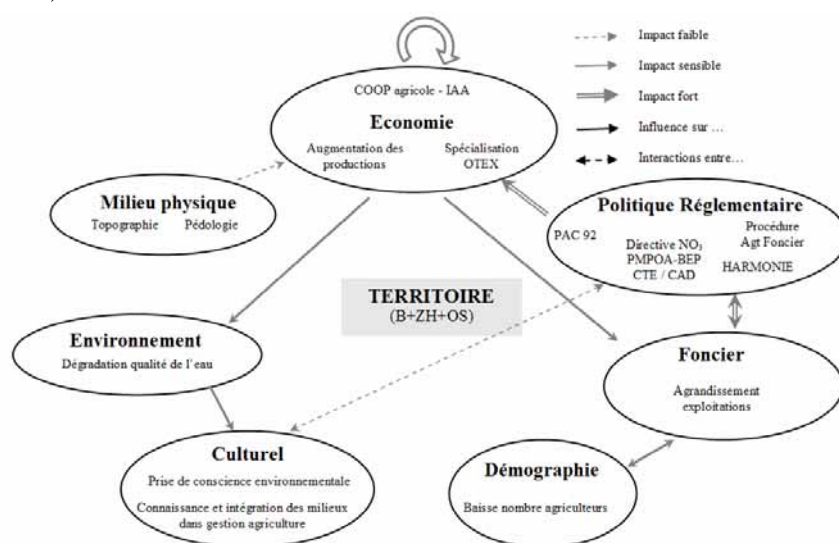 COOP agricole - IAA
Economie
Augmentation des
productions
Spécialisation
OTEX
Impact faible
Impact sensible
Impact fort
Influence sur ...
Interactions entre...
Milieu physique
Topographie
Pédologie
Politique Réglementaire
PAC 92
Directive NO₃
PMPOA-BEP
CTE / CAD
Procédure
Agt Foncier
HARMONIE
TERRITOIRE
(B+ZH+OS)
Environnement
Dégradation qualité de l'eau
Foncier
Agrandissement
exploitations
Culturel
Prise de conscience environnementale
Connaissance et intégration des milieux
dans gestion agriculture
Démographie
Baisse nombre agriculteurs